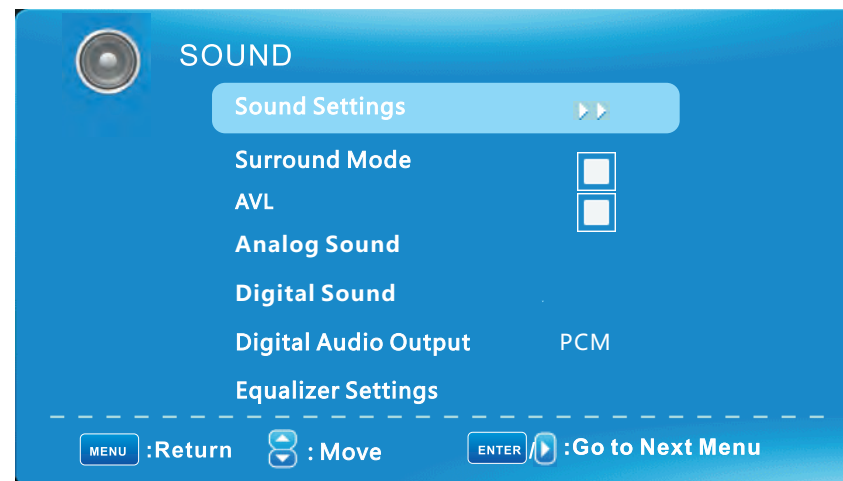 SOUND
Sound Settings
Surround Mode
AVL
Analog Sound
Digital Sound
Digital Audio Output PCM
Equalizer Settings
MENU :Return : Move ENTER / :Go to Next Menu